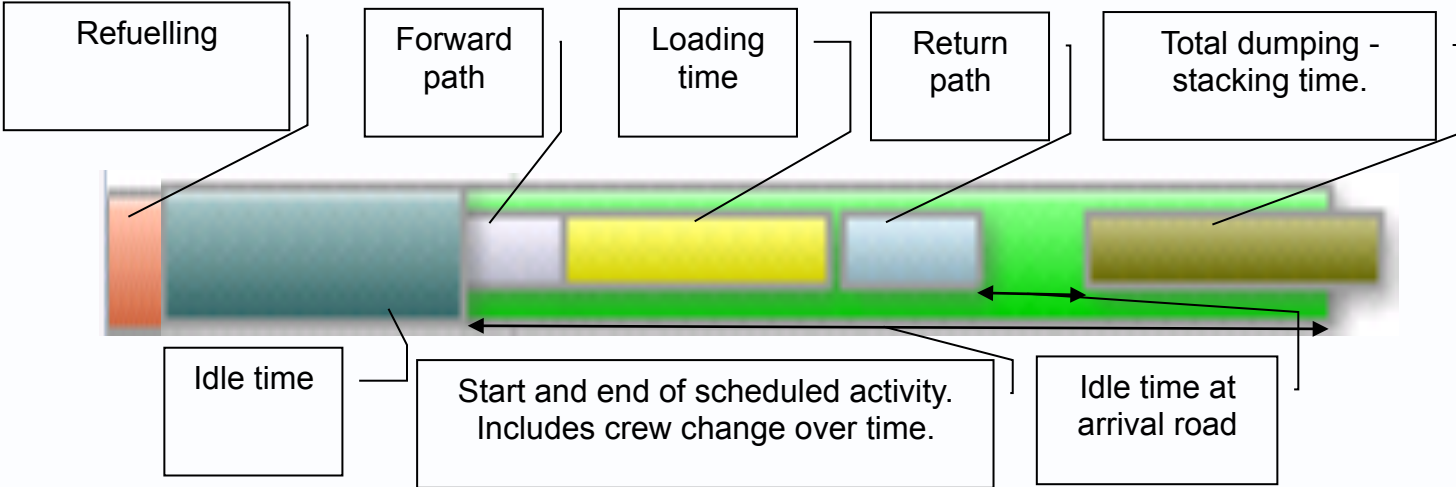 Refuelling
Forward
path
Loading
time
Return
path
Total dumping -
stacking time.
Idle time
Start and end of scheduled activity.
Includes crew change over time.
Idle time at
arrival road